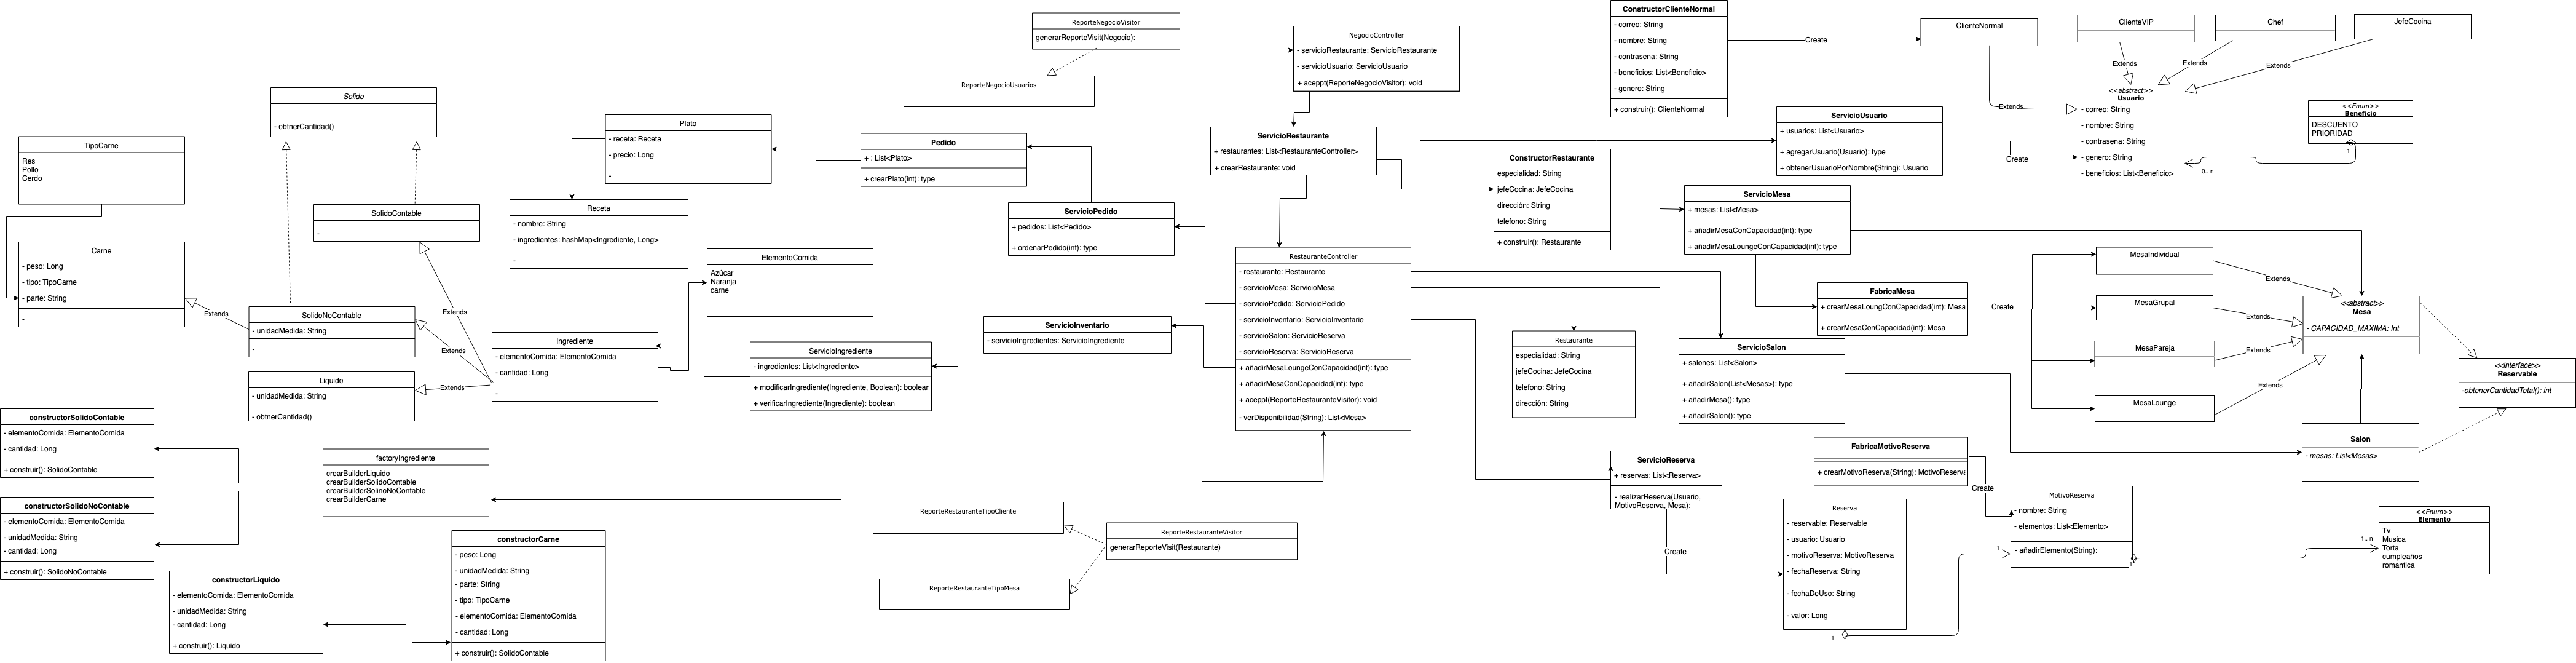 ReporteNegocioVisitor
generarReporteVisit(Negocio):
ReporteNegocioUsuarios
NegocioController
- servicioRestaurante: ServicioRestaurante
- servicioUsuario: ServicioUsuario
+ aceppt(ReporteNegocioVisitor): void
ConstructorClienteNormal
- correo: String
- nombre: String
- contrasena: String
- beneficios: List<Beneficio>
- genero: String
+ construir(): ClienteNormal
Create
ClienteNormal
ClienteVIP
Chef
JefeCocina
Extends
Extends
Extends
Extends
<<abstract>>
Usuario
- correo: String
- nombre: String
- contrasena: String
- genero: String
- beneficios: List<Beneficio>
<<Enum>>
Beneficio
DESCUENTO
PRIORIDAD
1
0.. n
ServicioUsuario
+ usuarios: List<Usuario>
+ agregarUsuario(Usuario): type
+ obtenerUsuarioPorNombre(String): Usuario
Create
Solido
- obtnerCantidad()
TipoCarne
Res
Pollo
Cerdo
Plato
- receta: Receta
- precio: Long
-
Pedido
+ : List<Plato>
+ crearPlato(int): type
ServicioRestaurante
+ restaurantes: List<RestauranteController>
+ crearRestaurante: void
ConstructorRestaurante
especialidad: String
jefeCocina: JefeCocina
dirección: String
telefono: String
+ construir(): Restaurante
ServicioMesa
+ mesas: List<Mesa>
+ añadirMesaConCapacidad(int): type
+ añadirMesaLoungeConCapacidad(int): type
SolidoContable
-
Receta
- nombre: String
- ingredientes: hashMap<Ingrediente, Long>
-
ServicioPedido
+ pedidos: List<Pedido>
+ ordenarPedido(int): type
Carne
- peso: Long
- tipo: TipoCarne
- parte: String
-
ElementoComida
Azúcar
Naranja
carne
RestauranteController
- restaurante: Restaurante
- servicioMesa: ServicioMesa
- servicioPedido: ServicioPedido
- servicioInventario: ServicioInventario
- servicioSalon: ServicioReserva
- servicioReserva: ServicioReserva
+ añadirMesaLoungeConCapacidad(int): type
+ añadirMesaConCapacidad(int): type
+ aceppt(ReporteRestauranteVisitor): void
- verDisponibilidad(String): List<Mesa>
FabricaMesa
+ crearMesaLoungConCapacidad(int): Mesa
+ crearMesaConCapacidad(int): Mesa
Create
MesaIndividual
MesaGrupal
MesaPareja
MesaLounge
Extends
Extends
Extends
Extends
<<abstract>>
Mesa
- CAPACIDAD_MAXIMA: Int
<<interface>>
Reservable
-obtenerCantidadTotal(): int
Extends
SolidoNoContable
- unidadMedida: String
-
Extends
Extends
Ingrediente
- elementoComida: ElementoComida
- cantidad: Long
-
ServicioIngrediente
- ingredientes: List<Ingrediente>
+ modificarIngrediente(Ingrediente, Boolean): boolear
+ verificarIngrediente(Ingrediente): boolean
ServicioInventario
- servicioIngredientes: ServicioIngrediente
Restaurante
especialidad: String
jefeCocina: JefeCocina
telefono: String
dirección: String
ServicioSalon
+ salones: List<Salon>
+ añadirSalon(List<Mesas>): type
+ añadirMesa(): type
+ añadirSalon(): type
Liquido
- unidadMedida: String
- obtnerCantidad()
Extends
constructorSolidoContable
- elementoComida: ElementoComida
- cantidad: Long
+ construir(): SolidoContable
factoryIngrediente
crearBuilderLiquido
crearBuilderSolidoContable
crearBuilderSolinoNoContable
crearBuilderCarne
constructorSolidoNoContable
- elementoComida: ElementoComida
- unidadMedida: String
- cantidad: Long
+ construir(): SolidoNoContable
constructorLiquido
- elementoComida: ElementoComida
- unidadMedida: String
- cantidad: Long
+ construir(): Liquido
constructorCarne
- peso: Long
- unidadMedida: String
- parte: String
- tipo: TipoCarne
- elementoComida: ElementoComida
- cantidad: Long
+ construir(): SolidoContable
ReporteRestauranteTipoCliente
ReporteRestauranteVisitor
generarReporteVisit(Restaurante)
ReporteRestauranteTipoMesa
ServicioReserva
+ reservas: List<Reserva>
- realizarReserva(Usuario,
MotivoReserva, Mesa):
Create
FabricaMotivoReserva
+ crearMotivoReserva(String): MotivoReserva
Create
Salon
- mesas: List<Mesas>
Reserva
- reservable: Reservable
- usuario: Usuario
- motivoReserva: MotivoReserva
- fechaReserva: String
- fechaDeUso: String
- valor: Long
1
1
MotivoReserva
- nombre: String
- elementos: List<Elemento>
- añadirElemento(String):
1
1.. n
<<Enum>>
Elemento
Tv
Musica
Torta
cumpleaños
romantica